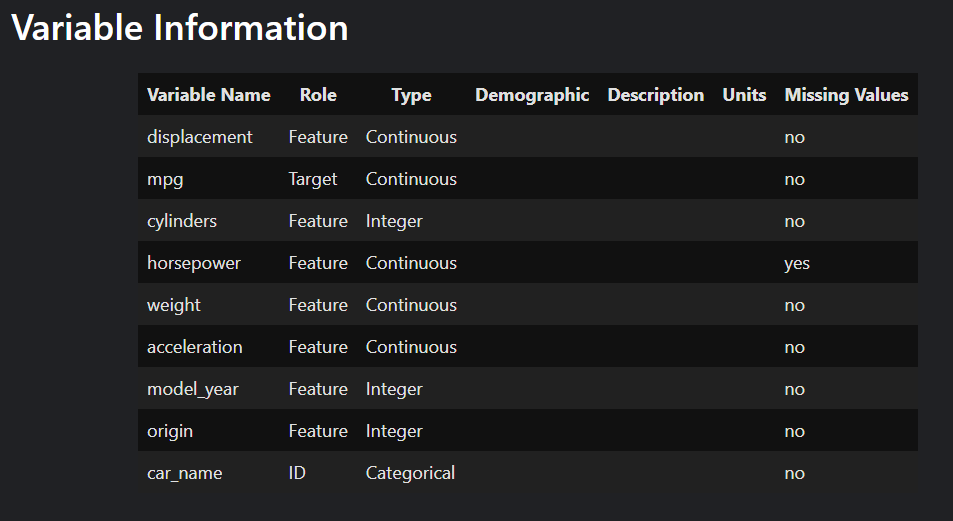 Variable Information
Variable Name Role Type Demographic Description Units Missing Values
displacement Feature Continuous no
mpg Target Continuous no
cylinders Feature Integer no
horsepower Feature Continuous yes
weight Feature Continuous no
acceleration Feature Continuous no
model_year Feature Integer no
origin Feature Integer no
car_name ID Categorical no